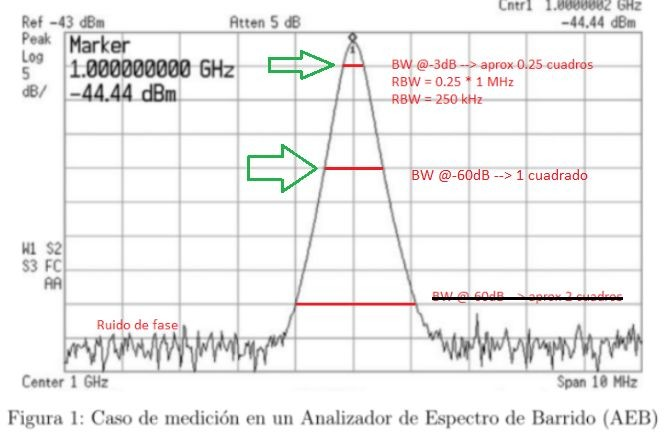 Cntr1 1.0000002 GHz
Ref -43 dBm Atten 5 dB -44.44 dBm
Peak
Log
5
dB/
Marker
1.000000000 GHz
-44.44 dBm
1
BW @-3dB --> aprox 0.25 cuadros
RBW = 0.25 * 1 MHz
RBW = 250 kHz
BW @-60dB --> 1 cuadrado
W1 S2
S3 FC
AA
BW @-60dB --> aprox 2 cuadros
Ruido de fase
Center 1 GHz Span 10 MHz
Figura 1: Caso de medición en un Analizador de Espectro de Barrido (AEB)